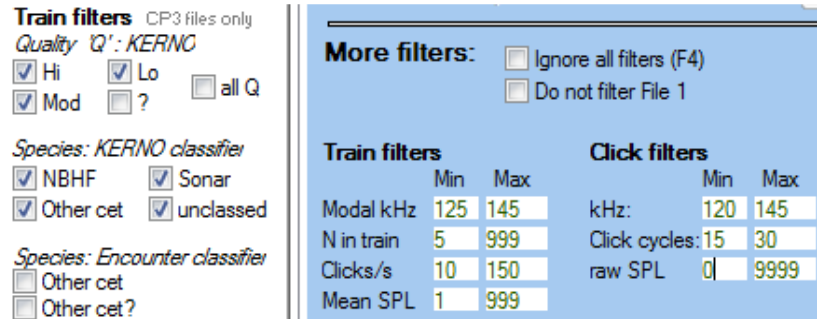 Train filters CP3 files only
Quality 'Q' : KERNO
Hi Lo
all Q
Mod ?
Species: KERNO classifier
NBHF Sonar
Other cet unclassed
Species: Encounter classifier
Other cet
Other cet?
More filters:
Ignore all filters (F4)
Do not filter File 1
Train filters Click filters
Min Max Min Max
Modal kHz 125 145 kHz: 120 145
N in train 5 999 Click cycles: 15 30
Clicks/s 10 150 raw SPL 0 9999
Mean SPL 1 999